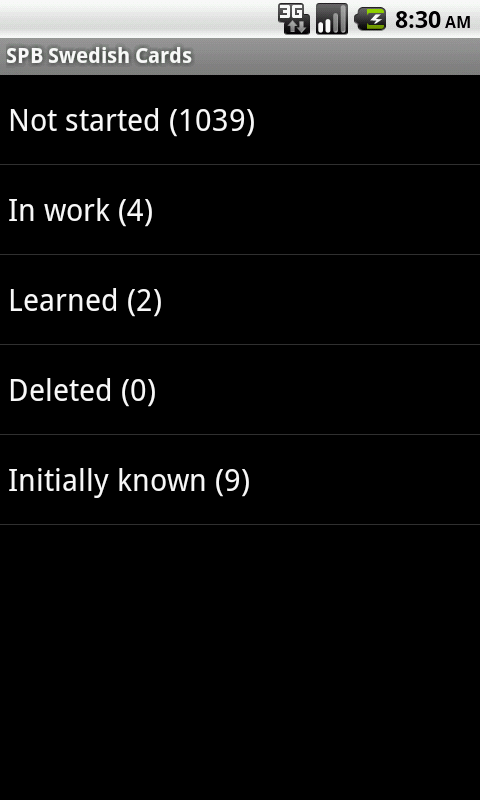 3G 8:30 AM
SPB Swedish Cards
Not started (1039)
In work (4)
Learned (2)
Deleted (0)
Initially known (9)